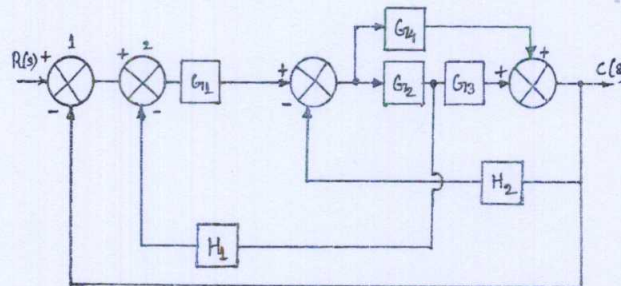 1
2
R(s) +
+
-
-
G1
+
-
G4
G2
G3
+
+
C(s
H2
H1
-